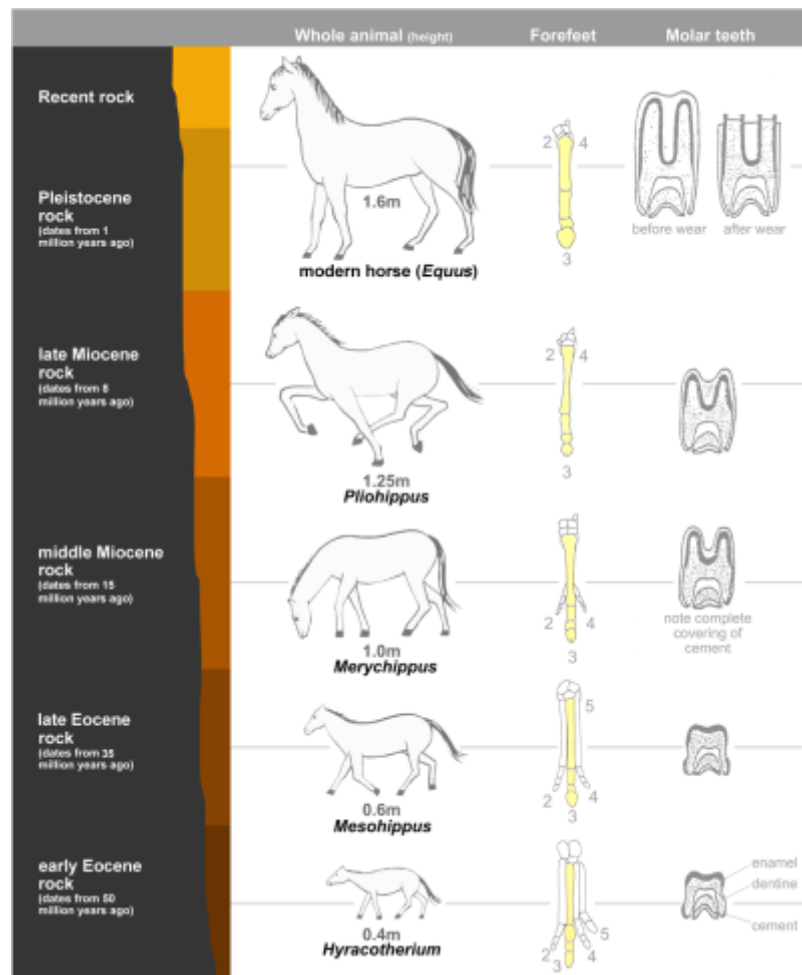 Whole animal (height) Forefeet Molar teeth
Recent rock
2 4
1.6m
3
before wear after wear
modern horse (Equus)
Pleistocene
rock
(dates from 1
million years ago)
late Miocene
rock
(dates from 8
million years ago)
2 4
3
1.25m
Pliohippus
middle Miocene
rock
(dates from 15
million years ago)
2 4
3
note complete
covering of
cement
1.0m
Merychippus
late Eocene
rock
(dates from 35
million years ago)
5
2 4
3
0.6m
Mesohippus
early Eocene
rock
(dates from 50
million years ago)
5
2 4
3
enamel
dentine
cement
0.4m
Hyracotherium